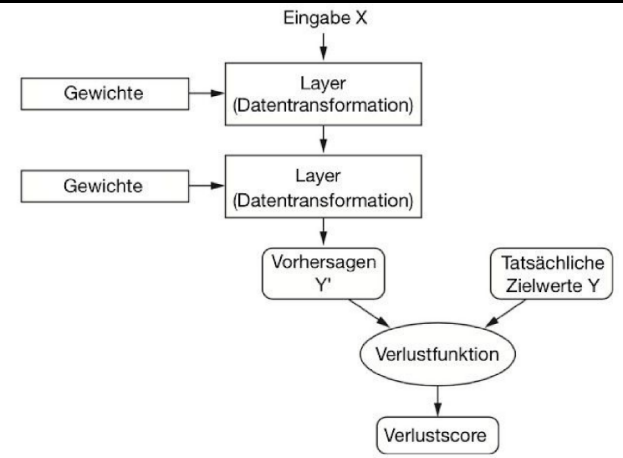 Eingabe X
Gewichte
Layer
(Datentransformation)
Gewichte
Layer
(Datentransformation)
Vorhersagen
Y'
Tatsächliche
Zielwerte Y
Verlustfunktion
Verlustscore